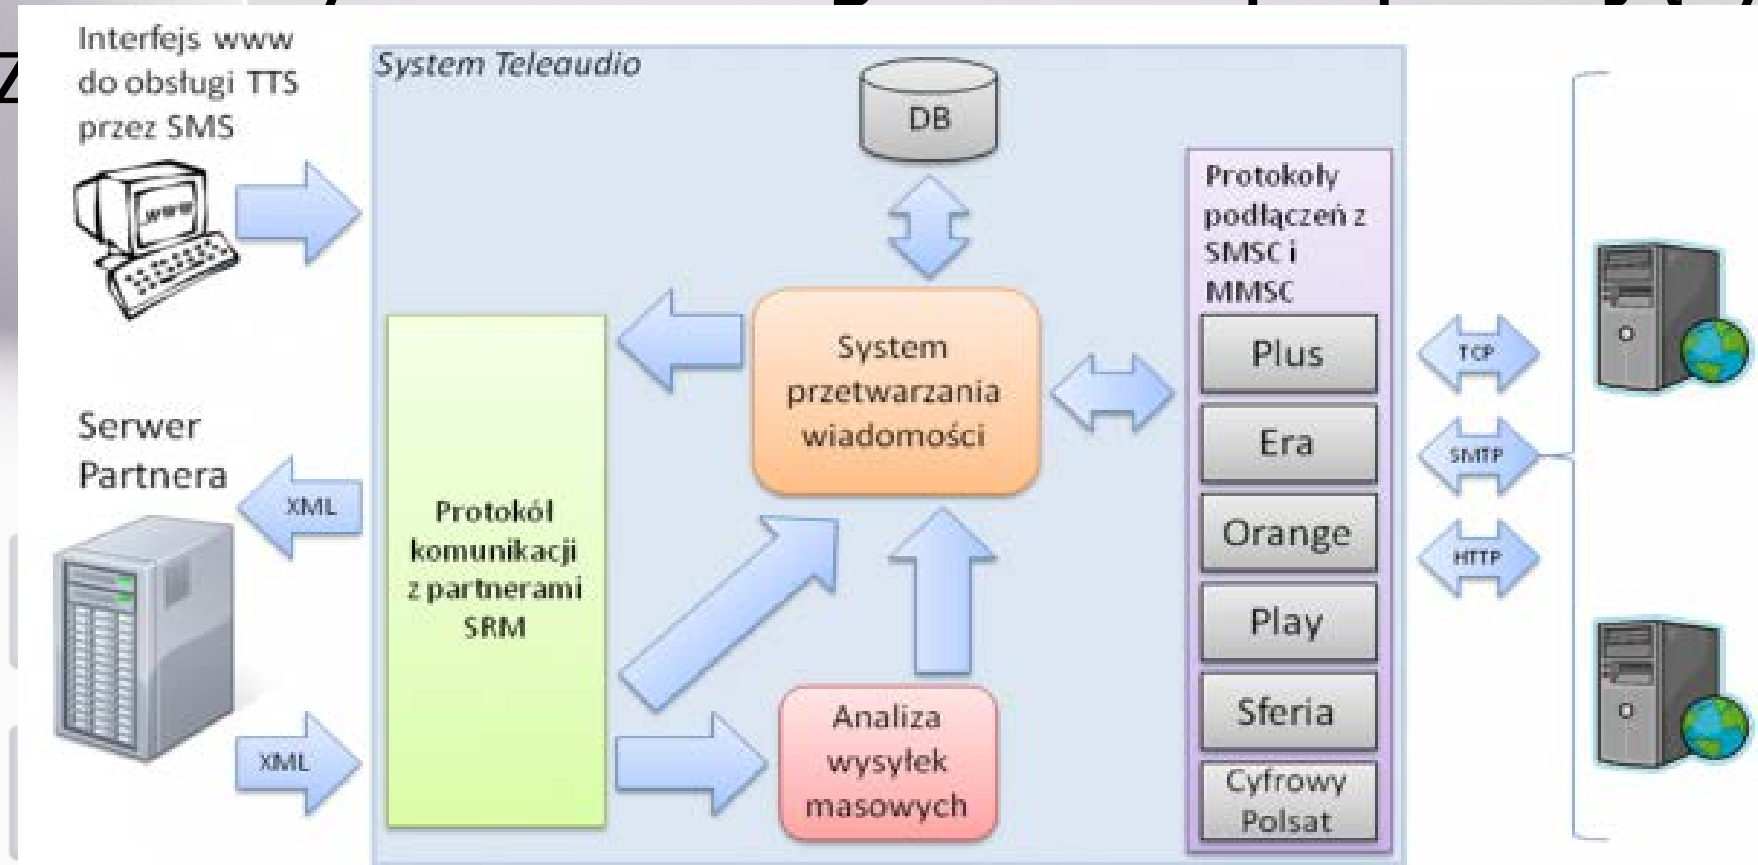 Interfejs www
do obsługi TTS
przez SMS
www
System Teleaudio
DB
Protokoły
podłączeń z
SMSC i
MMSC
System
przetwarzania
wiadomości
Plus
TCP
Era
SMTP
Serwer
Partnera
XML
Protokół
komunikacji
z partnerami
SRM
Orange
HTTP
Play
Sferia
Analiza
wysyłek
masowych
XML
Cyfrowy
Polsat